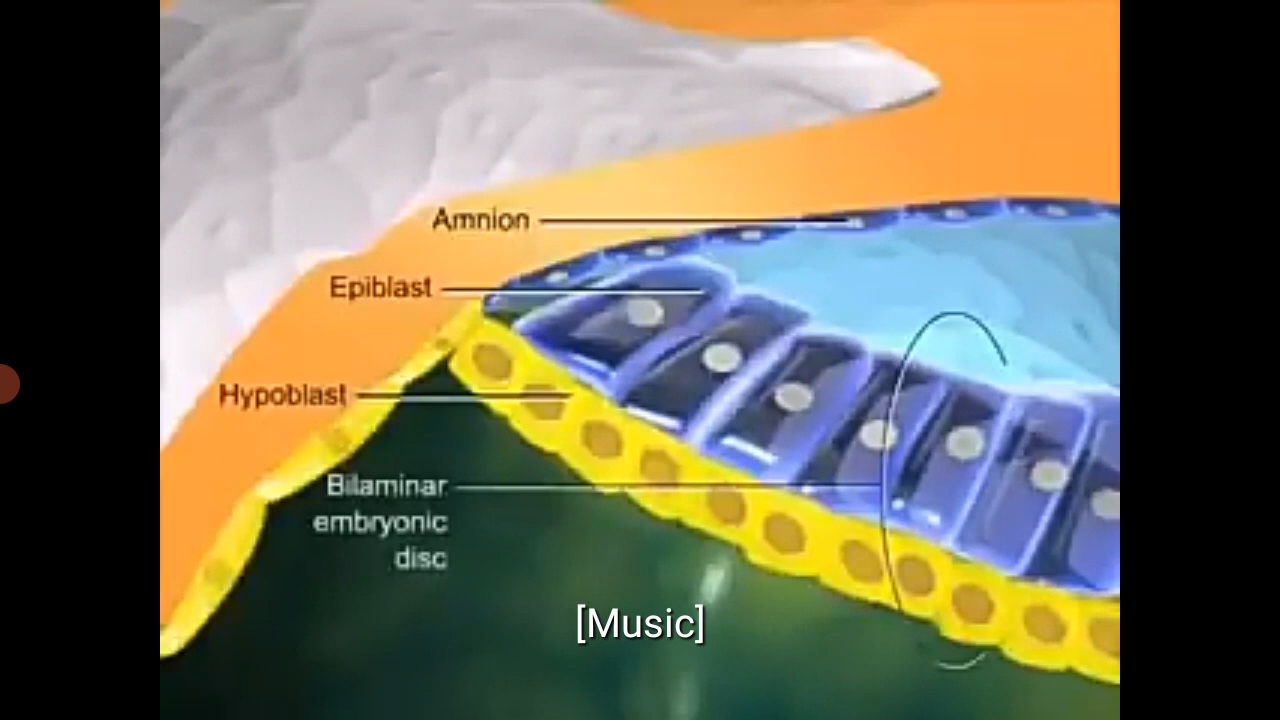 Amnion
Epiblast
Hypoblast
Bilaminar
embryonic
disc
[Music]